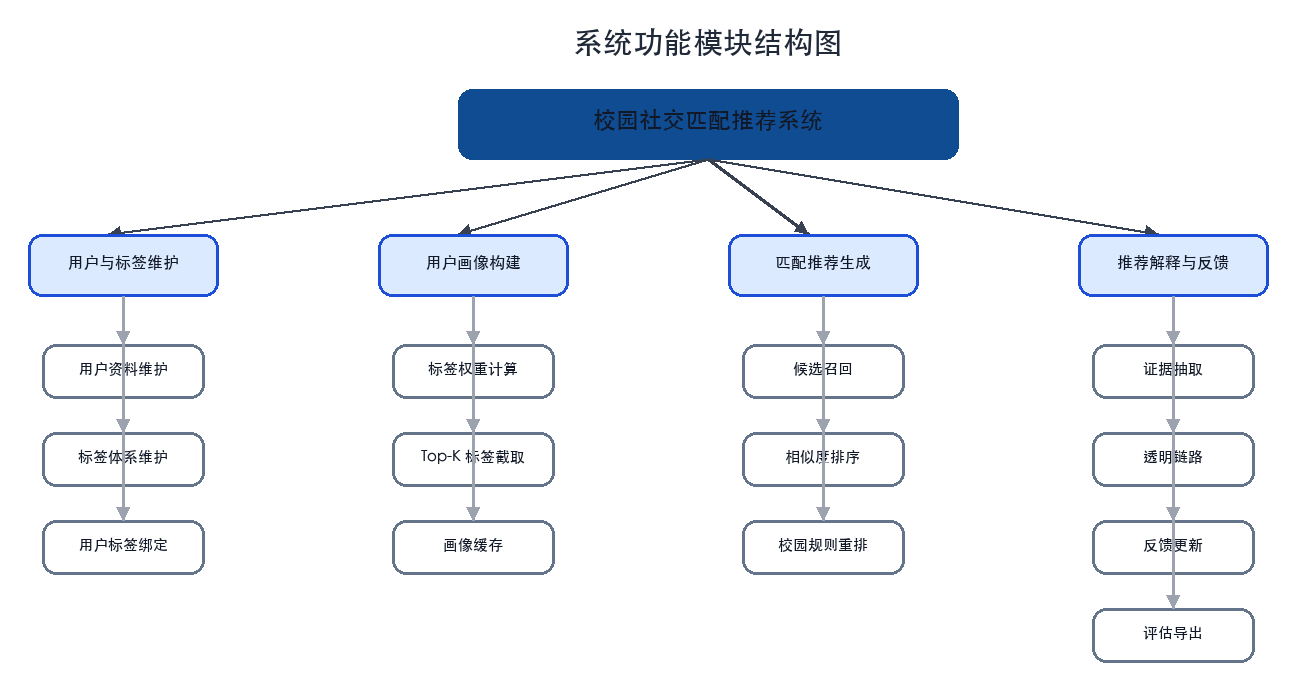 系统功能模块结构图
校园社交匹配推荐系统
用户与标签维护
用户画像构建
匹配推荐生成
推荐解释与反馈
用户资料维护
标签权重计算
候选召回
证据抽取
标签体系维护
Top-K 标签截取
相似度排序
透明链路
用户标签绑定
画像缓存
校园规则重排
反馈更新
评估导出